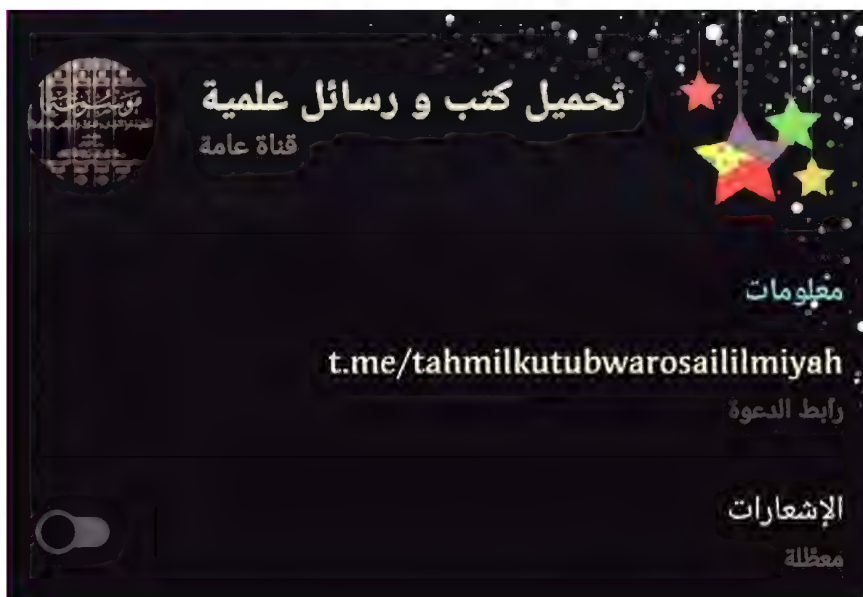 تحميل كتب و رسائل علمية
قناة عامة
معلومات
t.me/tahmilkutubwarosaililmiyah
رابط الدعوة
الإشعارات
معطلة